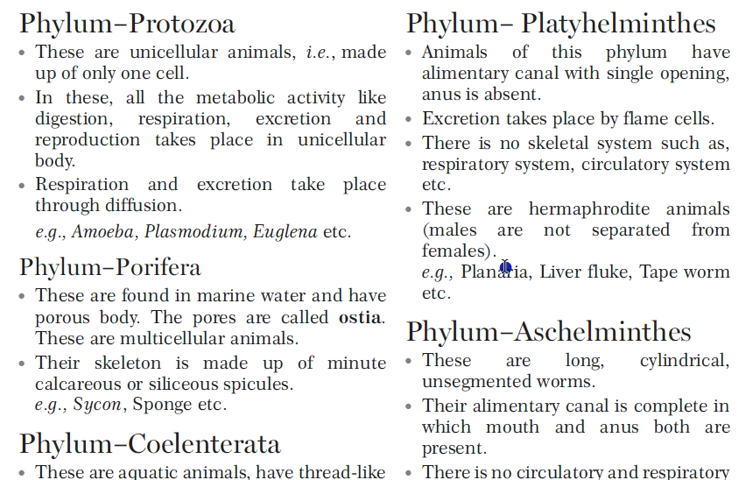 Phylum–Protozoa
• These are unicellular animals, i.e., made
up of only one cell.
• In these, all the metabolic activity like
digestion, respiration, excretion and
reproduction takes place in unicellular
body.
• Respiration and excretion take place
through diffusion.
e.g., Amoeba, Plasmodium, Euglena etc.
Phylum–Porifera
• These are found in marine water and have
porous body. The pores are called ostia.
These are multicellular animals.
• Their skeleton is made up of minute
calcareous or siliceous spicules.
e.g., Sycon, Sponge etc.
Phylum–Coelenterata
• These are aquatic animals, have thread-like
Phylum– Platyhelminthes
• Animals of this phylum have
alimentary canal with single opening,
anus is absent.
• Excretion takes place by flame cells.
• There is no skeletal system such as,
respiratory system, circulatory system
etc.
• These are hermaphrodite animals
(males are not separated from
females).
e.g., Planaria, Liver fluke, Tape worm
etc.
Phylum–Aschelminthes
• These are long, cylindrical,
unsegmented worms.
• Their alimentary canal is complete in
which mouth and anus both are
present.
• There is no circulatory and respiratory